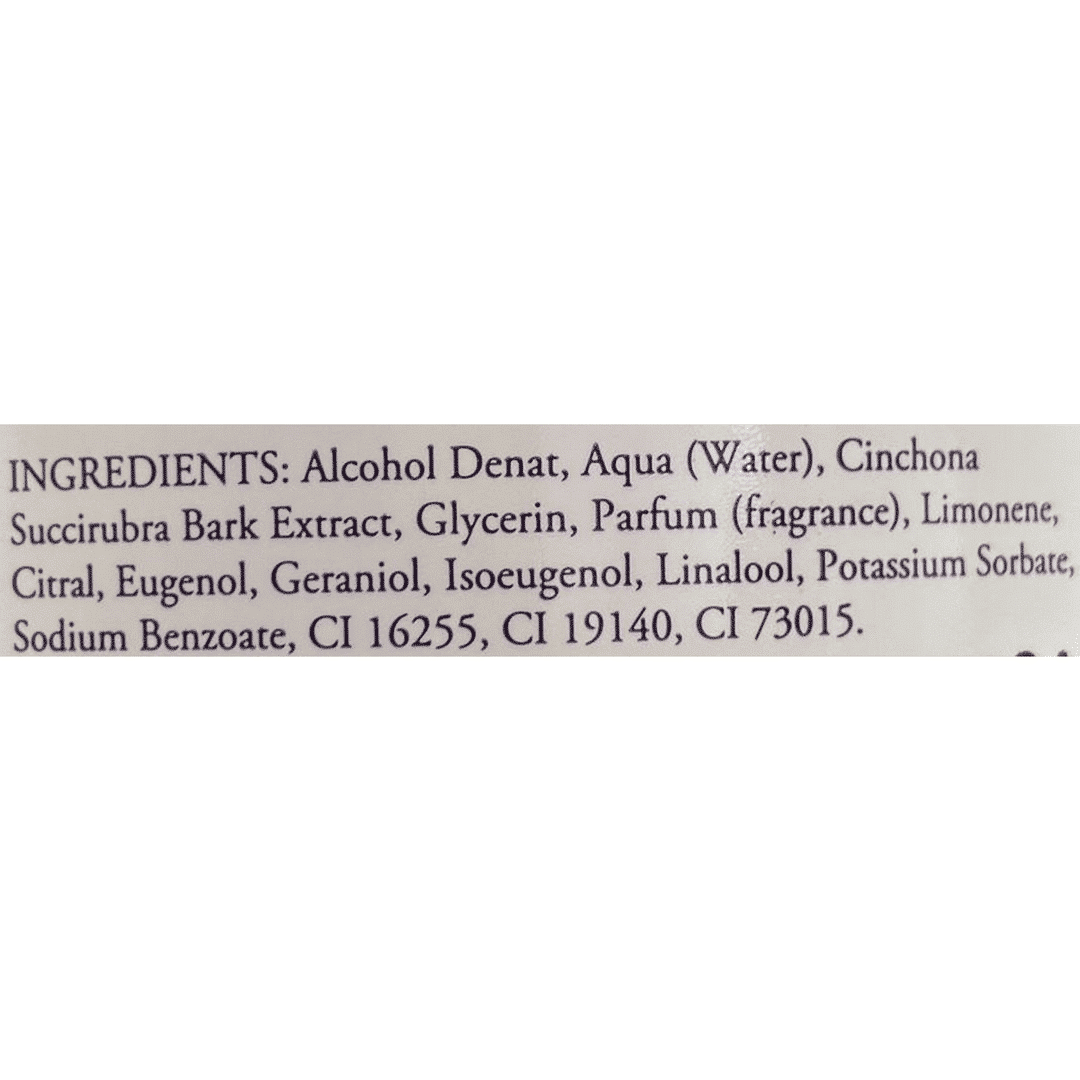 INGREDIENTS: Alcohol Denat, Aqua (Water), Cinchona
Succirubra Bark Extract, Glycerin, Parfum (fragrance), Limonene,
Citral, Eugenol, Geraniol, Isoeugenol, Linalool, Potassium Sorbate,
Sodium Benzoate, CI 16255, CI 19140, CI 73015.